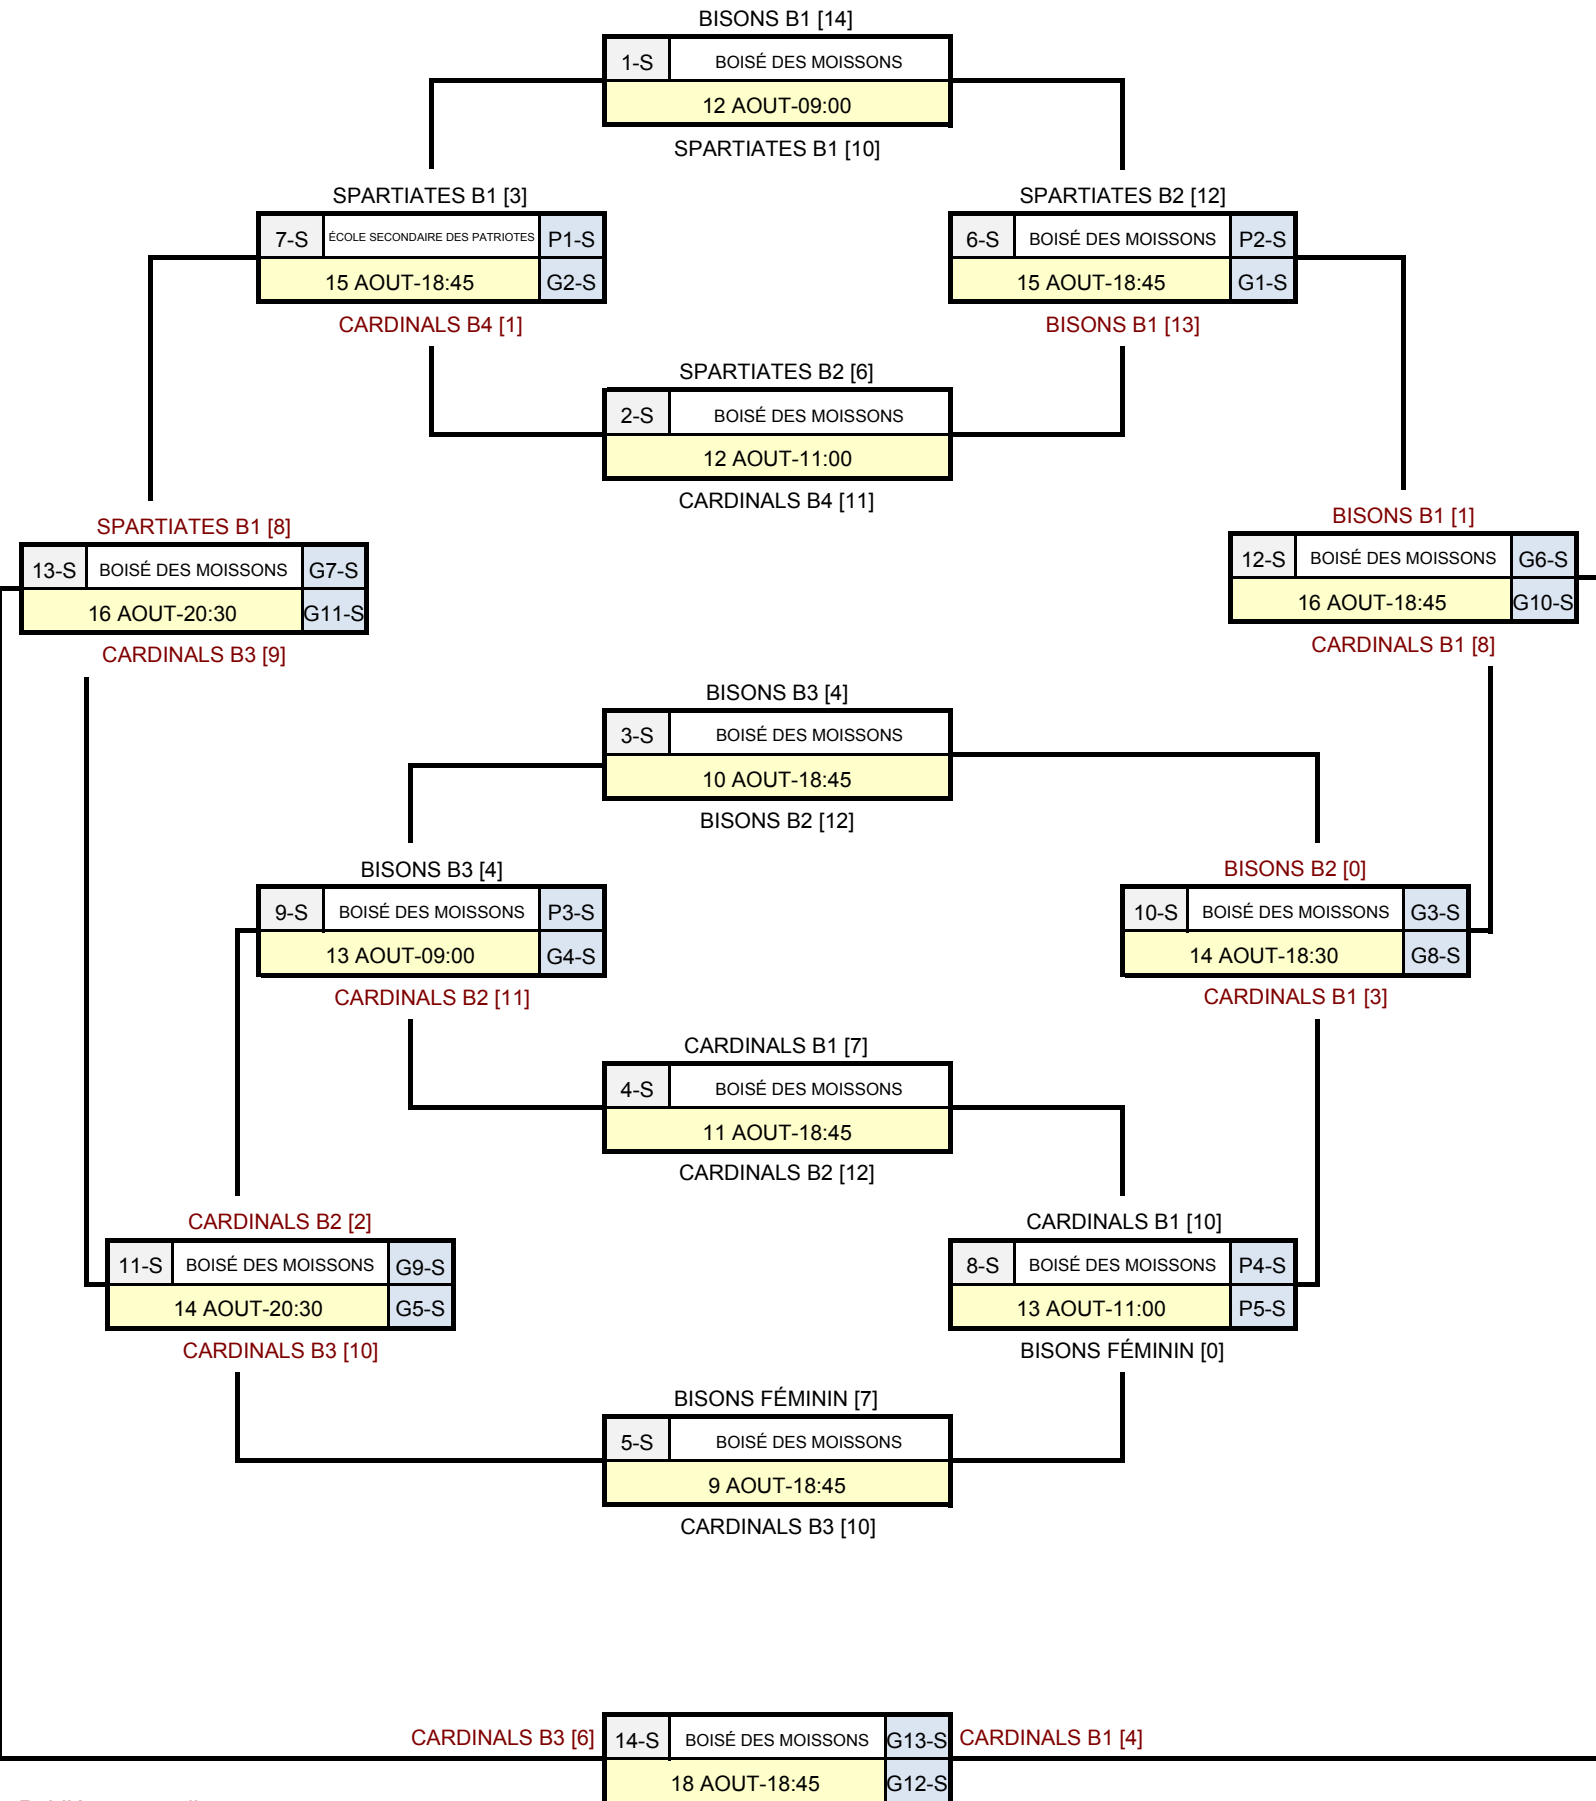 BISONS B1 [14]
1-S BOISÉ DES MOISSONS
12 AOUT-09:00
SPARTIATES B1 [10]
SPARTIATES B1 [3]
7-S ÉCOLE SECONDAIRE DES PATRIOTES P1-S
15 AOUT-18:45 G2-S
CARDINALS B4 [1]
SPARTIATES B2 [12]
6-S BOISÉ DES MOISSONS P2-S
15 AOUT-18:45 G1-S
BISONS B1 [13]
SPARTIATES B2 [6]
2-S BOISÉ DES MOISSONS
12 AOUT-11:00
CARDINALS B4 [11]
SPARTIATES B1 [8]
13-S BOISÉ DES MOISSONS G7-S
16 AOUT-20:30 G11-S
CARDINALS B3 [9]
BISONS B1 [1]
12-S BOISÉ DES MOISSONS G6-S
16 AOUT-18:45 G10-S
CARDINALS B1 [8]
BISONS B3 [4]
3-S BOISÉ DES MOISSONS
10 AOUT-18:45
BISONS B2 [12]
BISONS B3 [4]
9-S BOISÉ DES MOISSONS P3-S
13 AOUT-09:00 G4-S
CARDINALS B2 [11]
BISONS B2 [0]
10-S BOISÉ DES MOISSONS G3-S
14 AOUT-18:30 G8-S
CARDINALS B1 [3]
CARDINALS B1 [7]
4-S BOISÉ DES MOISSONS
11 AOUT-18:45
CARDINALS B2 [12]
CARDINALS B2 [2]
11-S BOISÉ DES MOISSONS G9-S
14 AOUT-20:30 G5-S
CARDINALS B3 [10]
CARDINALS B1 [10]
8-S BOISÉ DES MOISSONS P4-S
13 AOUT-11:00 P5-S
BISONS FÉMININ [0]
BISONS FÉMININ [7]
5-S BOISÉ DES MOISSONS
9 AOUT-18:45
CARDINALS B3 [10]
CARDINALS B3 [6] 14-S BOISÉ DES MOISSONS G13-S CARDINALS B1 [4]
18 AOUT-18:45 G12-S